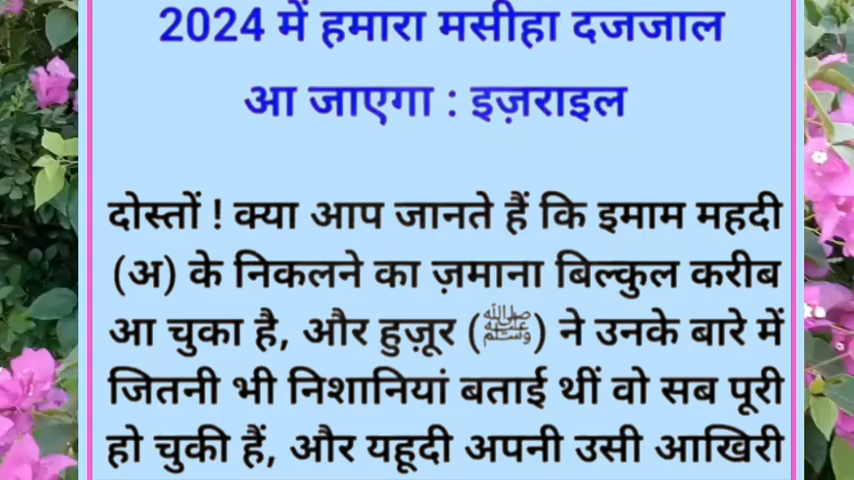 2024 में हमारा मसीहा दजजाल
आ जाएगा : इज़राइल
दोस्तों ! क्या आप जानते हैं कि इमाम महदी
(अ) के निकलने का ज़माना बिल्कुल करीब
आ चुका है, और हुज़ूर (ﷺ) ने उनके बारे में
जितनी भी निशानियां बताई थीं वो सब पूरी
हो चुकी हैं, और यहूदी अपनी उसी आखिरी